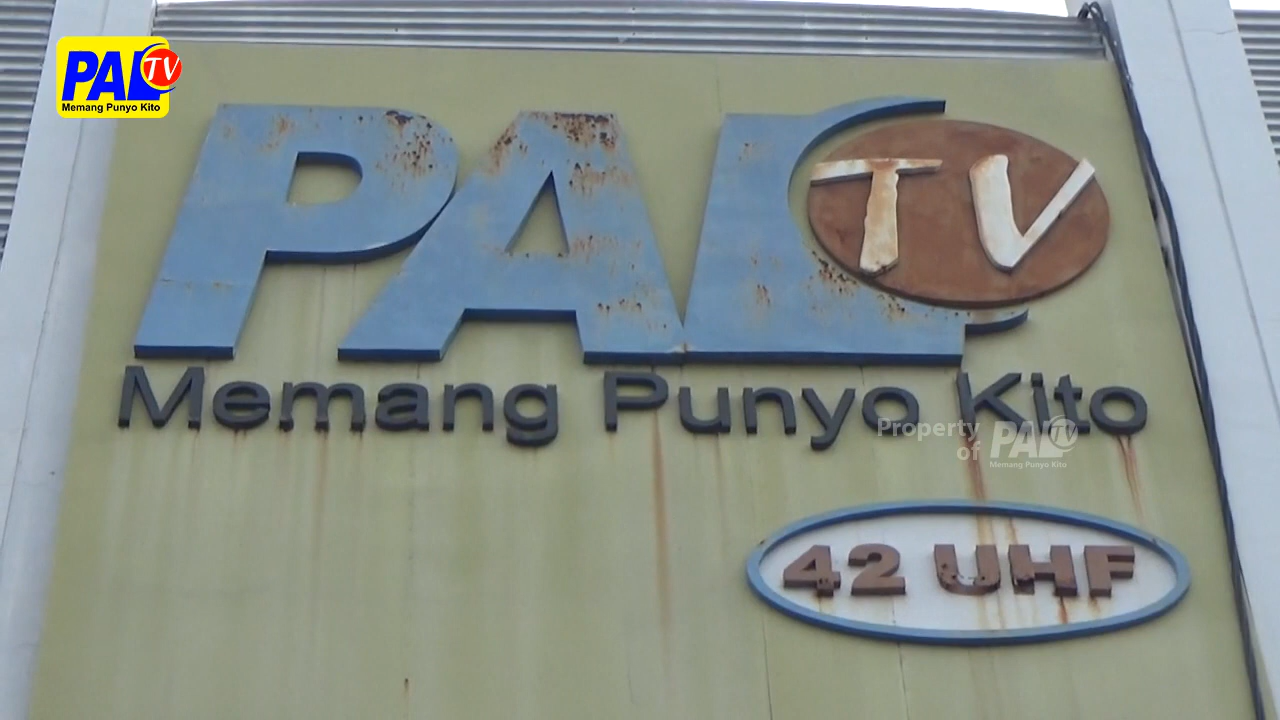 PAL TV
Memang Punyo Kito
PAL TV
Memang Punyo Kito
Property of PAL TV
Memang Punyo Kito
42 UHF